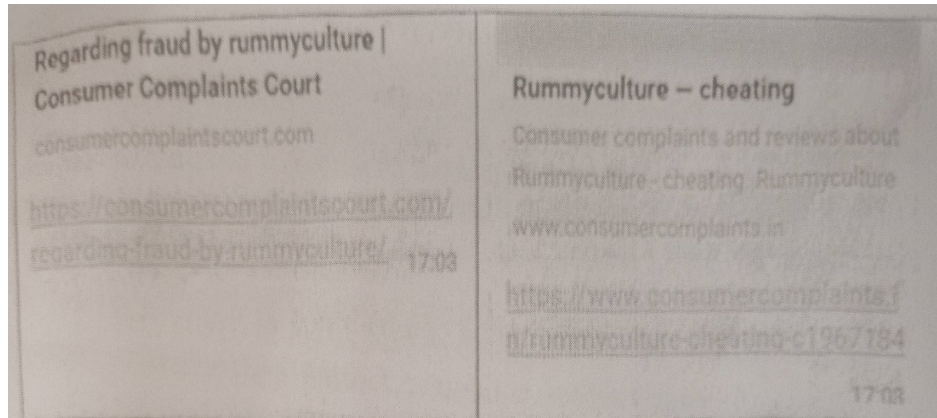 Regarding fraud by rummyculture |
Consumer Complaints Court
consumercomplaintscourt.com
https://consumercomplaintscourt.com/
regarding-fraud-by-rummyculture/
17:03
Rummyculture – cheating
Consumer complaints and reviews about
Rummyculture - cheating. Rummyculture
www.consumercomplaints.in
https://www.consumercomplaints.i
n/rummyculture-cheating-c1967184
17:03